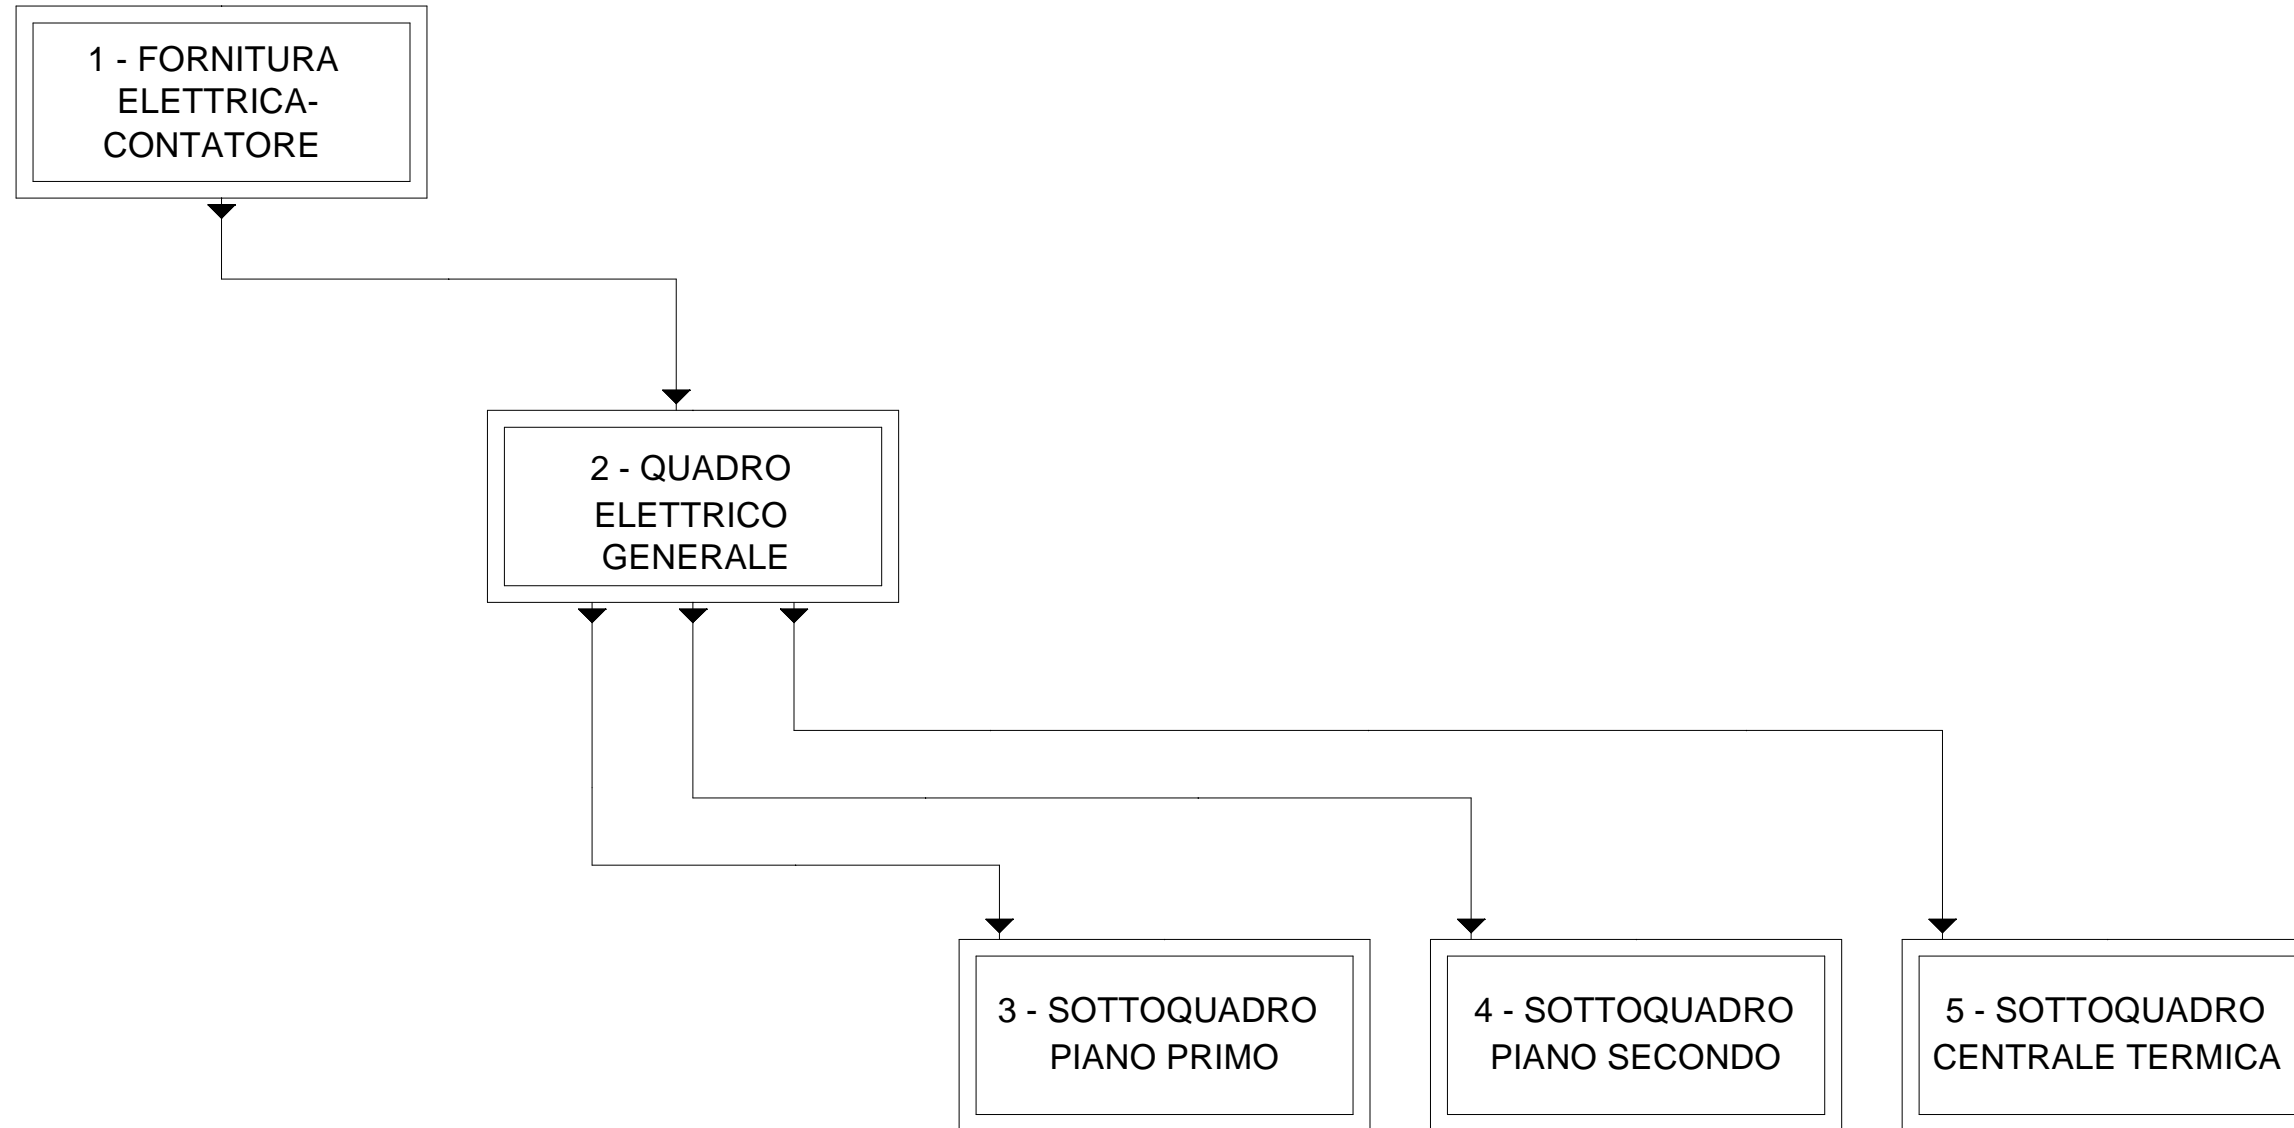 1 - FORNITURA
ELETTRICA-
CONTATORE
2 - QUADRO
ELETTRICO
GENERALE
3 - SOTTOQUADRO
PIANO PRIMO
4 - SOTTOQUADRO
PIANO SECONDO
5 - SOTTOQUADRO
CENTRALE TERMICA